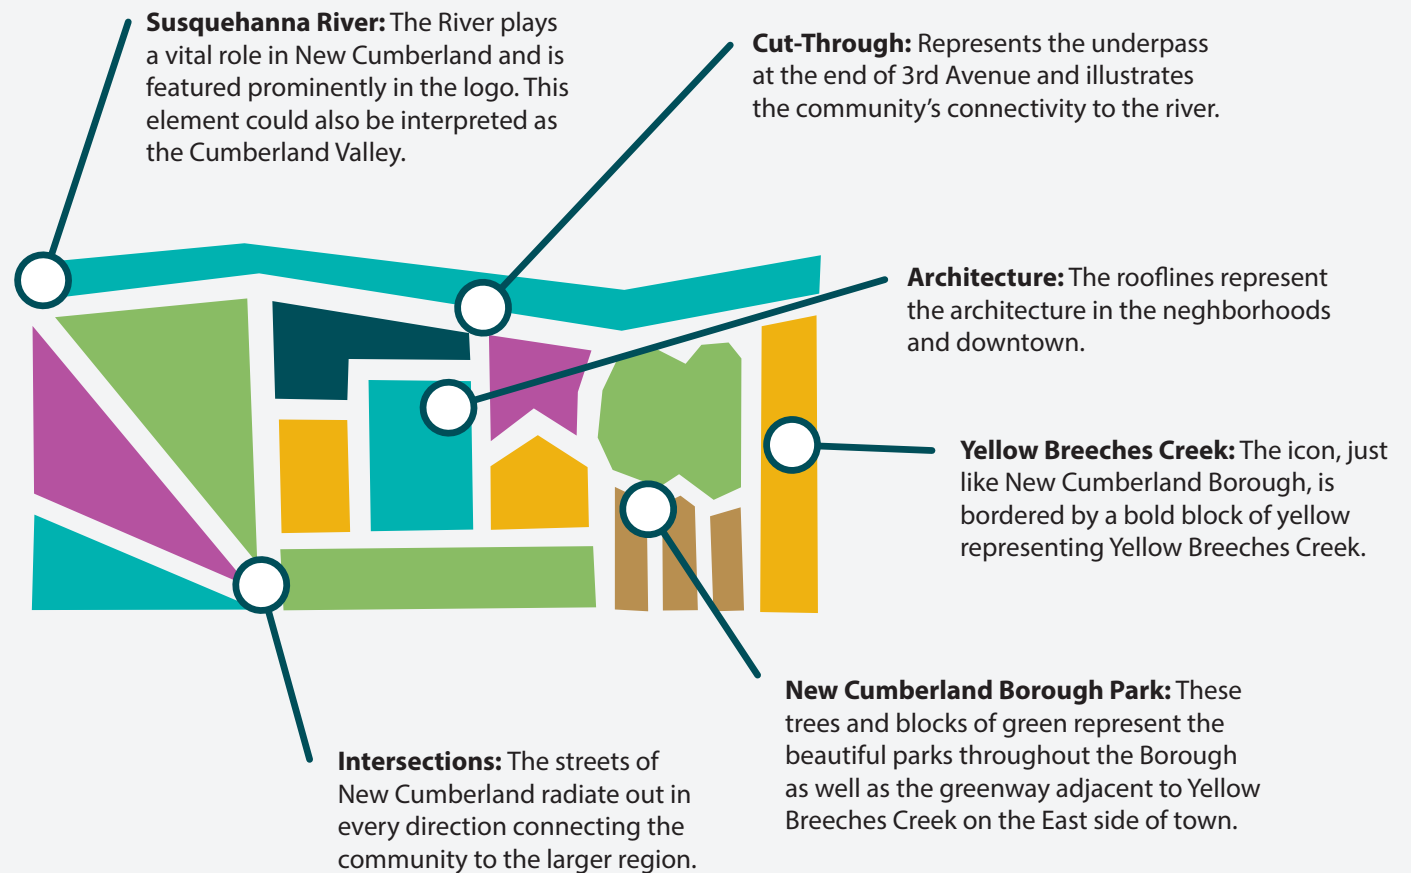 Susquehanna River: The River plays
a vital role in New Cumberland and is
featured prominently in the logo. This
element could also be interpreted as
the Cumberland Valley.
Cut-Through: Represents the underpass
at the end of 3rd Avenue and illustrates
the community’s connectivity to the river.
Architecture: The rooflines represent
the architecture in the neghborhoods
and downtown.
Yellow Breeches Creek: The icon, just
like New Cumberland Borough, is
bordered by a bold block of yellow
representing Yellow Breeches Creek.
New Cumberland Borough Park: These
trees and blocks of green represent the
beautiful parks throughout the Borough
as well as the greenway adjacent to Yellow
Breeches Creek on the East side of town.
Intersections: The streets of
New Cumberland radiate out in
every direction connecting the
community to the larger region.